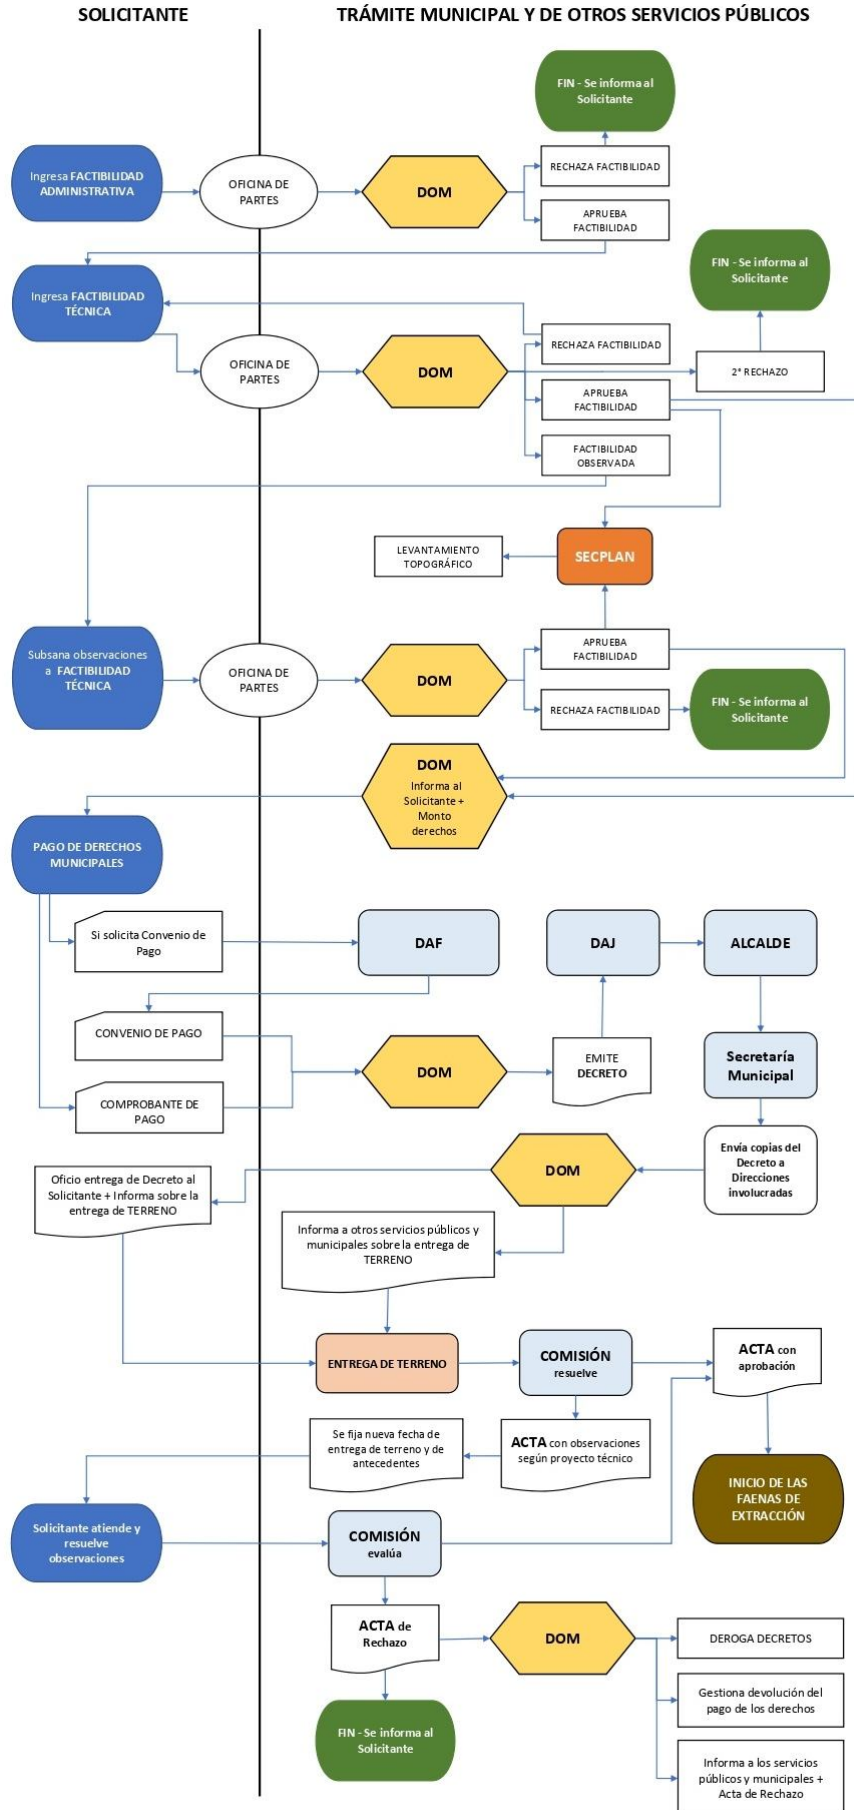 SOLICITANTE
TRÁMITE MUNICIPAL Y DE OTROS SERVICIOS PÚBLICOS
FIN - Se informa al
Solicitante
Ingresa FACTIBILIDAD
ADMINISTRATIVA
OFICINA DE
PARTES
DOM
RECHAZA FACTIBILIDAD
APRUEBA
FACTIBILIDAD
FIN - Se informa al
Solicitante
Ingresa FACTIBILIDAD
TÉCNICA
OFICINA DE
PARTES
DOM
RECHAZA FACTIBILIDAD
2° RECHAZO
APRUEBA
FACTIBILIDAD
FACTIBILIDAD
OBSERVADA
LEVANTAMIENTO
TOPOGRÁFICO
SECPLAN
Subsana observaciones
a FACTIBILIDAD
TÉCNICA
OFICINA DE
PARTES
DOM
APRUEBA
FACTIBILIDAD
RECHAZA FACTIBILIDAD
FIN - Se informa al
Solicitante
DOM
Informa al
Solicitante +
Monto
derechos
PAGO DE DERECHOS
MUNICIPALES
Si solicita Convenio de
Pago
DAF
DAJ
ALCALDE
CONVENIO DE PAGO
COMPROBANTE DE
PAGO
DOM
EMITE
DECRETO
Secretaría
Municipal
Envía copias del
Decreto a
Direcciones
involucradas
DOM
Oficio entrega de Decreto al
Solicitante + Informa sobre la
entrega de TERRENO
Informa a otros servicios públicos y
municipales sobre la entrega de
TERRENO
ENTREGA DE TERRENO
COMISIÓN
resuelve
ACTA con
aprobación
Se fija nueva fecha de
entrega de terreno y de
antecedentes
ACTA con observaciones
según proyecto técnico
INICIO DE LAS
FAENAS DE
EXTRACCIÓN
Solicitante atiende y
resuelve
observaciones
COMISIÓN
evalúa
ACTA de
Rechazo
DOM
DEROGA DECRETOS
Gestiona devolución del
pago de los derechos
FIN - Se informa al
Solicitante
Informa a los servicios
públicos y municipales +
Acta de Rechazo